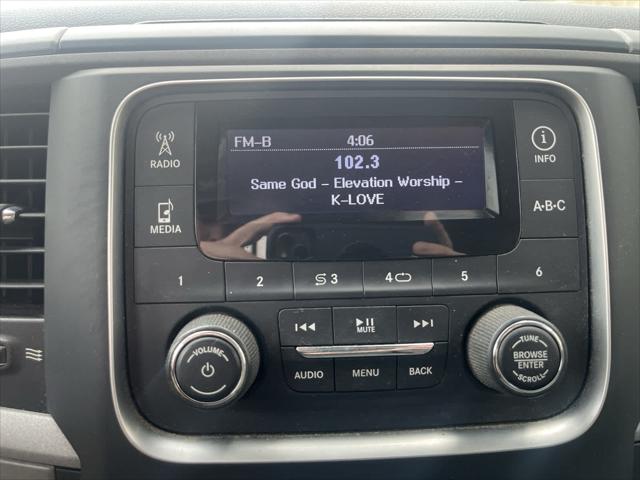 FM-B 4:06
102.3
Same God - Elevation Worship -
K-LOVE
RADIO
MEDIA
INFO
A-B-C
1 2 3 4 5 6
VOLUME
MUTE
AUDIO MENU BACK
TUNE
BROWSE
ENTER
SCROLL